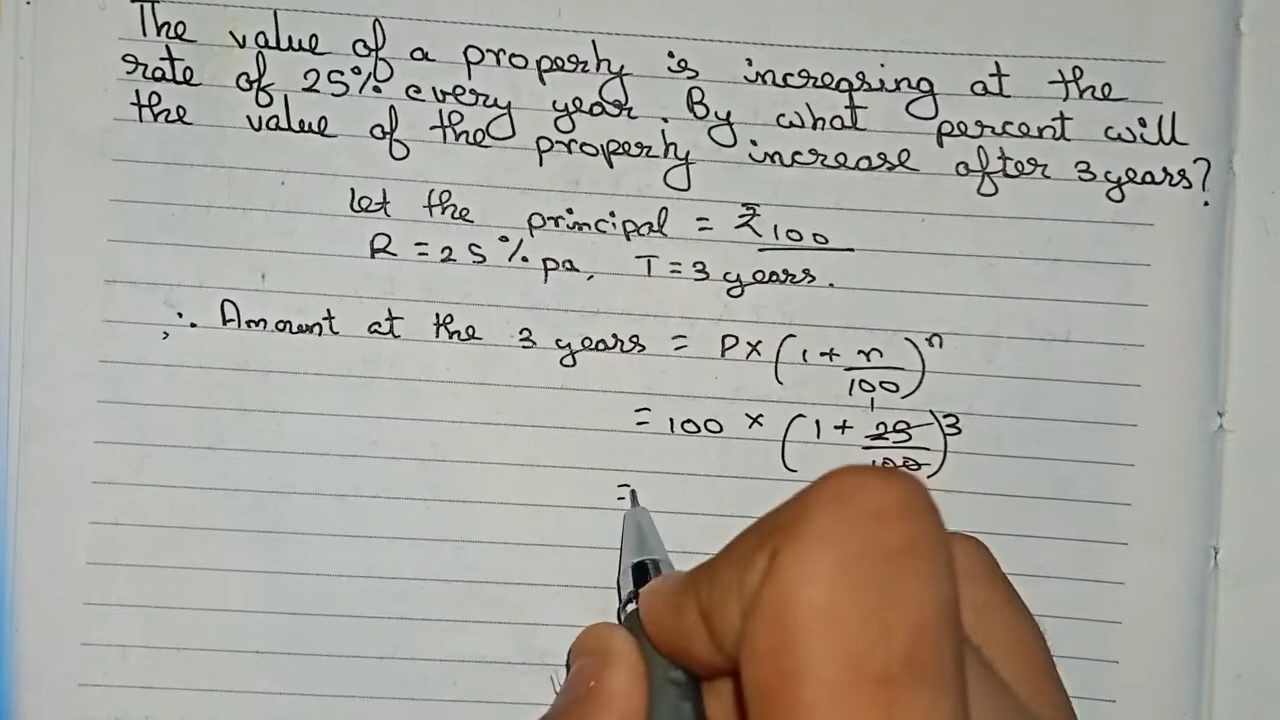 The value of a property is increasing at the
rate of 25% every year. By what percent will
the value of the property increase after 3 years?
Let the principal = ₹100
R = 25% pa, T = 3 years.
∴ Amount at the 3 years = P × (1 + r/100)^n
= 100 × (1 + 25/100)^3
=